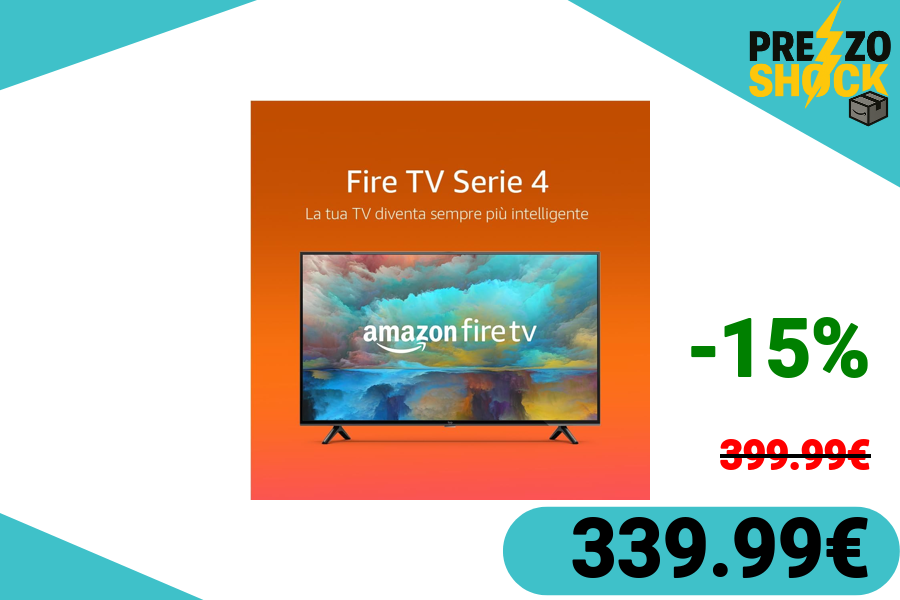 PREZZO
SHOCK
Fire TV Serie 4
La tua TV diventa sempre più intelligente
amazon fire tv
-15%
399.99€
339.99€